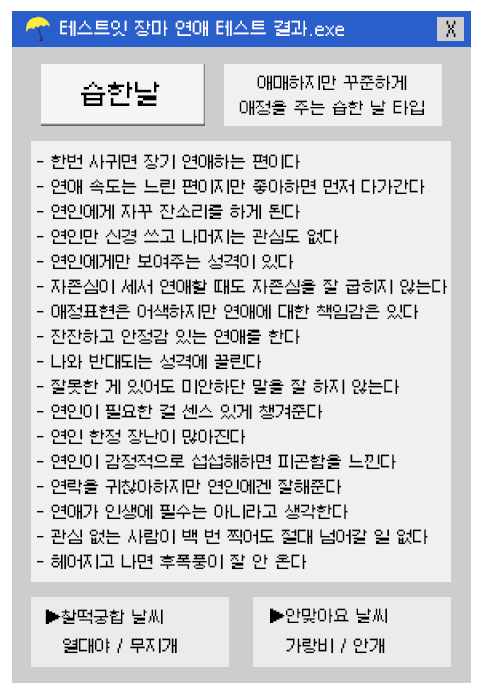 테스트잇 장마 연애 테스트 결과.exe X
습한날
애매하지만 꾸준하게
애정을 주는 습한 날 타입
- 한번 사귀면 장기 연애하는 편이다
- 연애 속도는 느린 편이지만 좋아하면 먼저 다가간다
- 연인에게 자꾸 잔소리를 하게 된다
- 연인만 신경 쓰고 나머지는 관심도 없다
- 연인에게만 보여주는 성격이 있다
- 자존심이 세서 연애할 때도 자존심을 잘 굽히지 않는다
- 애정표현은 어색하지만 연애에 대한 책임감은 있다
- 잔잔하고 안정감 있는 연애를 한다
- 나와 반대되는 성격에 끌린다
- 잘못한 게 있어도 미안하단 말을 잘 하지 않는다
- 연인이 필요한 걸 센스 있게 챙겨준다
- 연인 한정 장난이 많아진다
- 연인이 감정적으로 섭섭해하면 피곤함을 느낀다
- 연락을 귀찮아하지만 연인에겐 잘해준다
- 연애가 인생에 필수는 아니라고 생각한다
- 관심 없는 사람이 백 번 찍어도 절대 넘어갈 일 없다
- 헤어지고 나면 후폭풍이 잘 안 온다
▶찰떡궁합 날씨
열대야 / 무지개
▶안맞아요 날씨
가랑비 / 안개